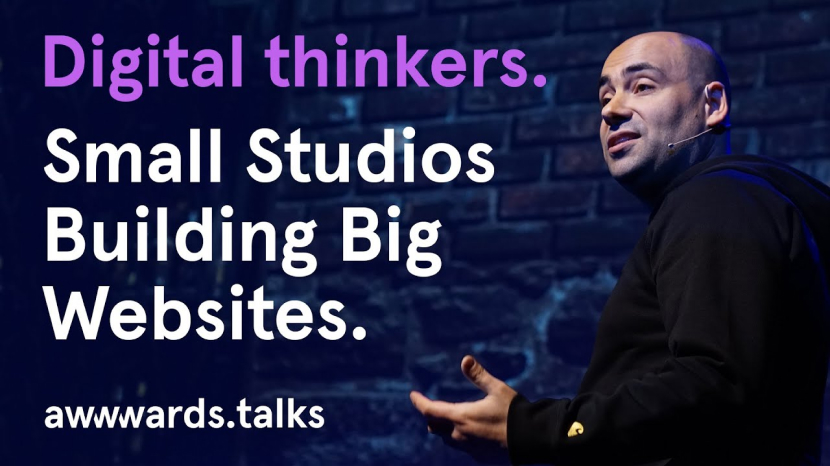 Digital thinkers.
Small Studios
Building Big
Websites.
awwwards.talks